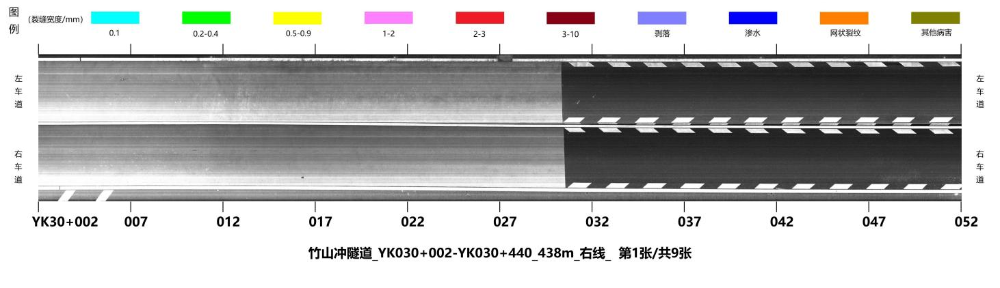 图例 (裂缝宽度/mm) 0.1 0.2-0.4 0.5-0.9 1-2 2-3 3-10 剥落 渗水 网状裂纹 其他病害
左车道 左车道
右车道 右车道
YK30+002 007 012 017 022 027 032 037 042 047 052
竹山冲隧道_YK030+002-YK030+440_438m_右线_ 第1张/共9张